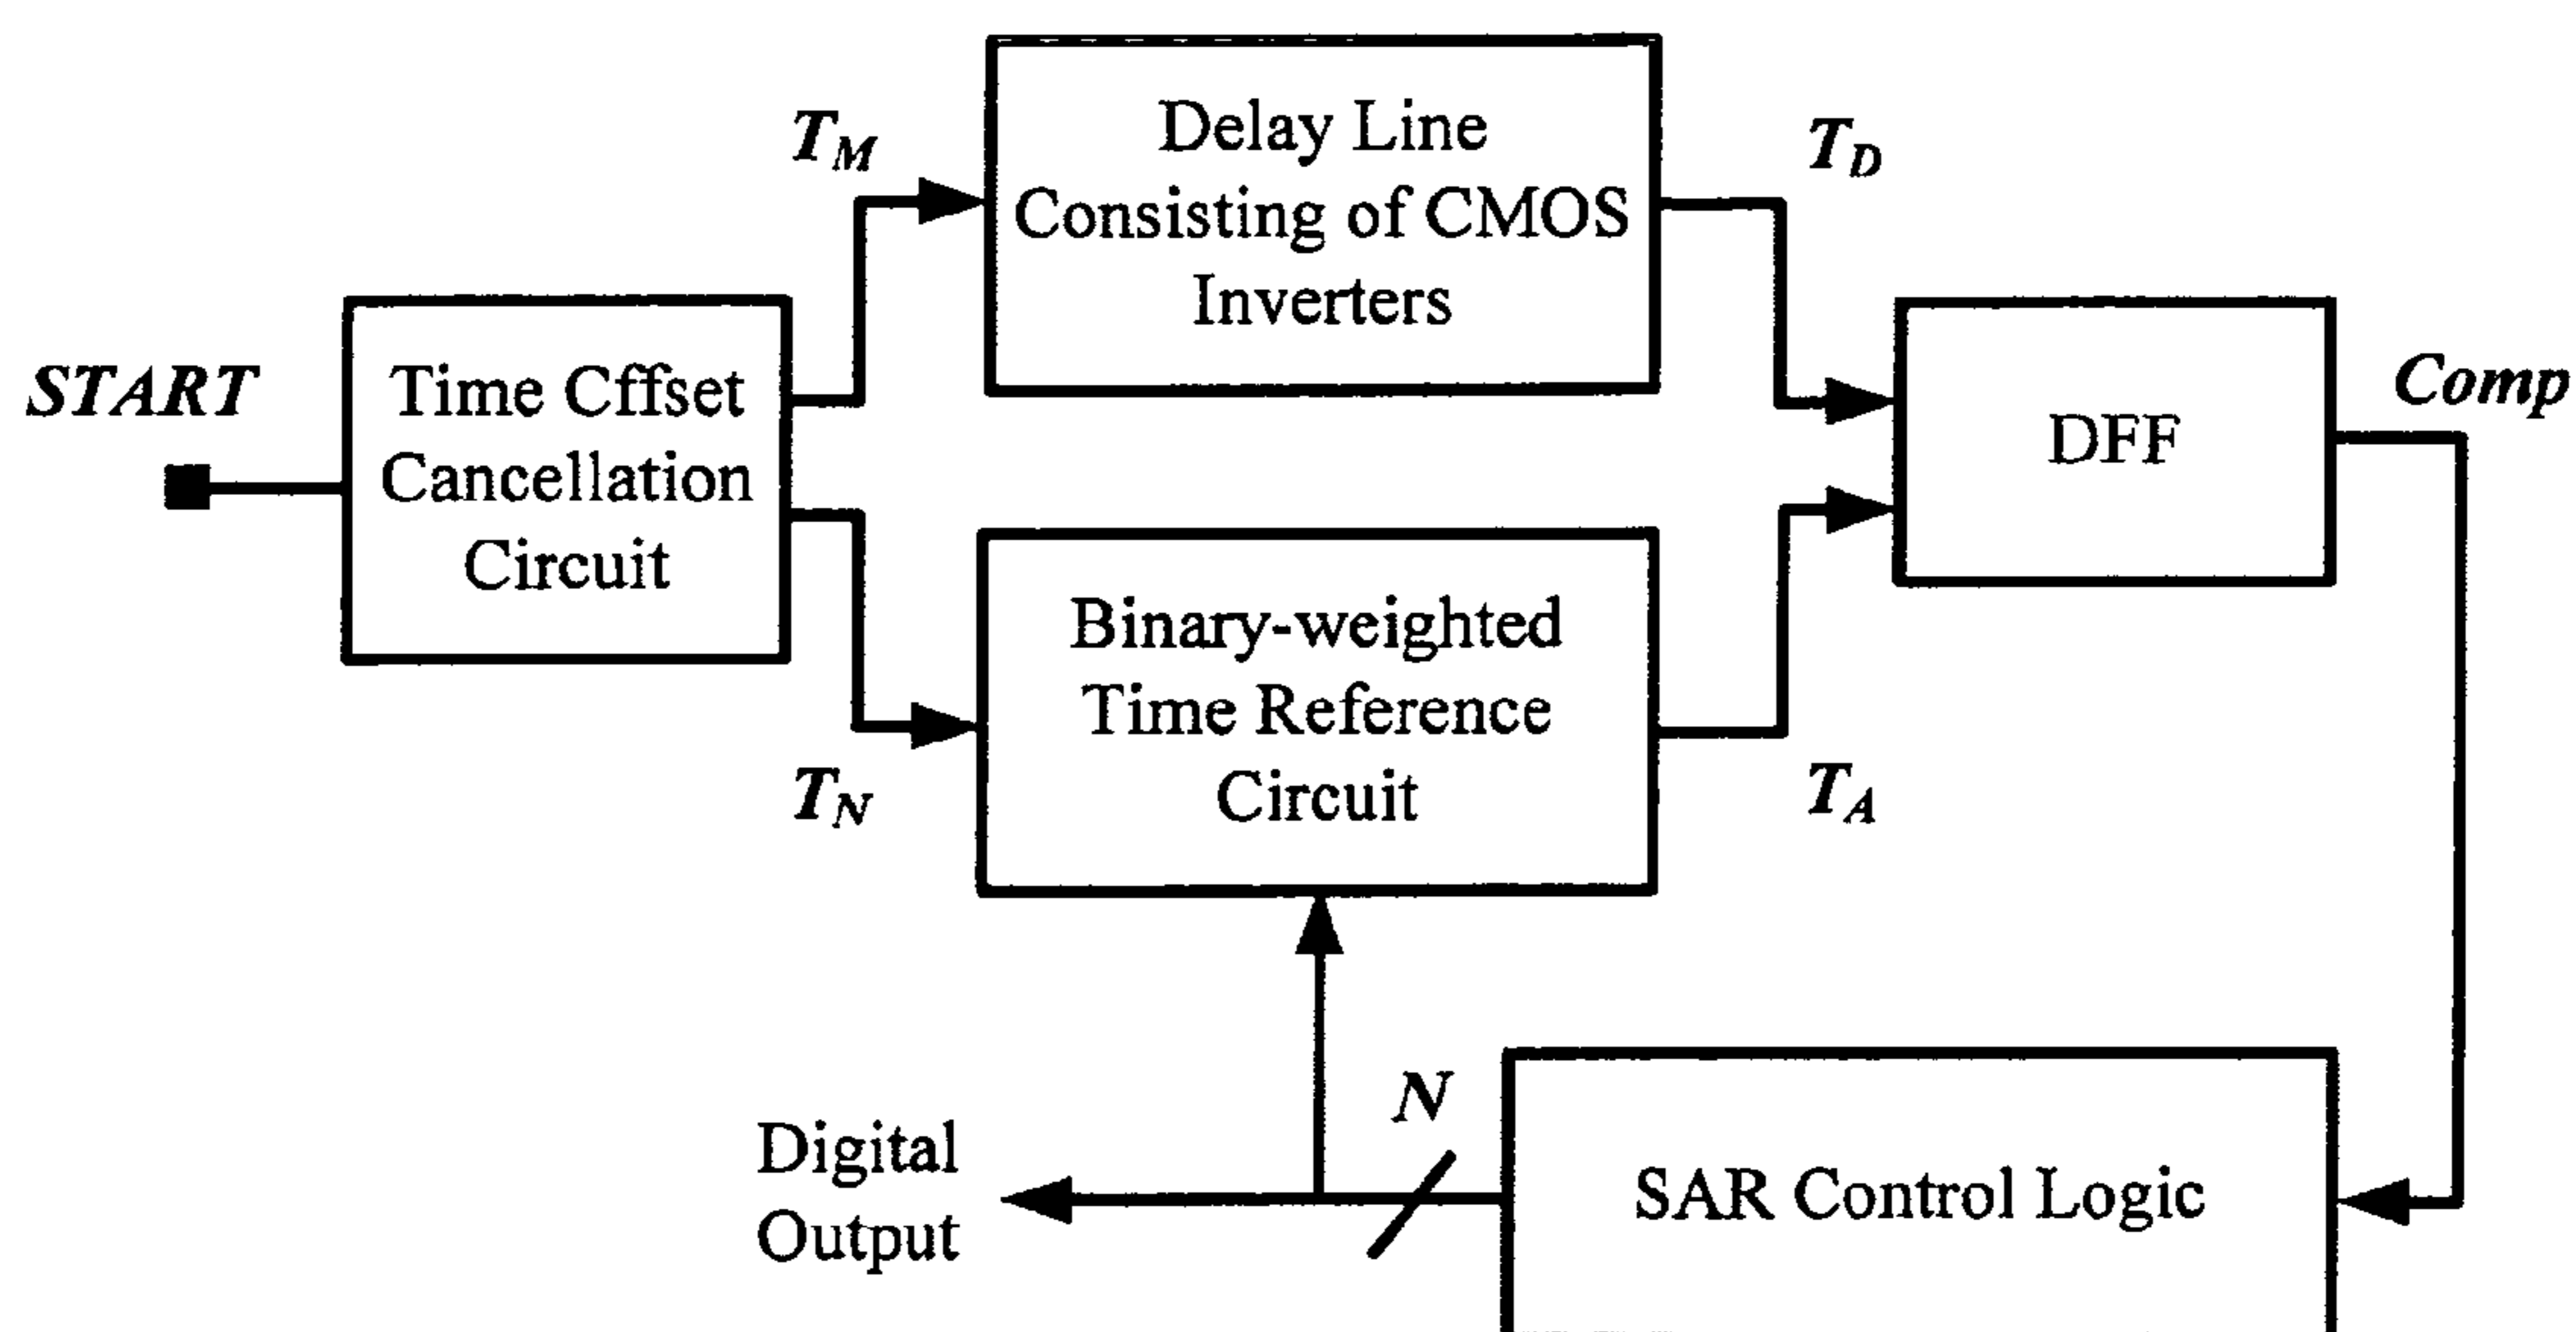 T_M
Delay Line
Consisting of CMOS
Inverters
T_D
START
Time Cffset
Cancellation
Circuit
DFF
Comp
T_N
Binary-weighted
Time Reference
Circuit
T_A
N
Digital
Output
SAR Control Logic